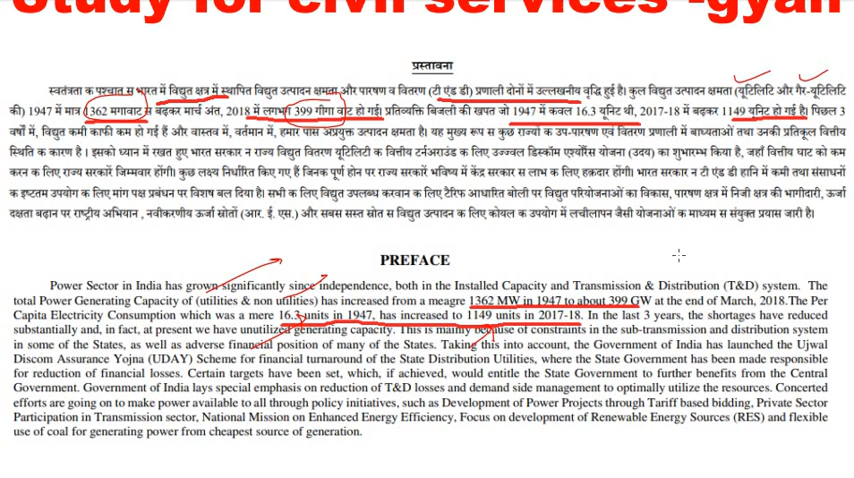 Study for civil services -gyan
प्रस्तावना
स्वतंत्रता क पश्चात स भारत में विद्युत क्षत्र में स्थापित विद्युत उत्पादन क्षमता और पारषण व वितरण (टी एंड डी) प्रणाली दोनों में उल्लखनीय वृद्धि हुई है। कुल विद्युत उत्पादन क्षमता (यूटिलिटि और गैर-यूटिलिटि
की) 1947 में मात्र 1362 मगावाट स बढ़कर मार्च अंत, 2018 में लगभग 399 गीगा वाट हो गई। प्रतिव्यक्ति बिजली की खपत जो 1947 में कवल 16.3 यूनिट थी, 2017-18 में बढ़कर 1149 यूनिट हो गई है। पिछल 3
वर्षों में, विद्युत कमी काफी कम हो गई हैं और वास्तव में, वर्तमान में, हमार पास अप्रयुक्त उत्पादन क्षमता है। यह मुख्य रूप स कुछ राज्यों क उप-पारषण एवं वितरण प्रणाली में बाध्यताओं तथा उनकी प्रतिकूल वित्तीय
स्थिति क कारण है। इसको ध्यान में रखत हुए भारत सरकार न राज्य विद्युत वितरण यूटिलिटि क वित्तीय टर्नअराउंड क लिए उज्ज्वल डिस्कॉम एश्योरेंस योजना (उदय) का शुभारम्भ किया है, जहाँ वित्तीय घाट को कम
करन क लिए राज्य सरकारें जिम्मवार होंगी। कुछ लक्ष्य निर्धारित किए गए हैं जिनक पूर्ण होन पर राज्य सरकारें भविष्य में केंद्र सरकार स लाभ क लिए हक़दार होंगी। भारत सरकार न टी एंड डी हानि में कमी तथा संसाधनों
क इष्टतम उपयोग क लिए मांग पक्ष प्रबंधन पर विशष बल दिया है। सभी क लिए विद्युत उपलब्ध करवान क लिए टैरिफ आधारित बोली पर विद्युत परियोजनाओं का विकास, पारषण क्षत्र में निजी क्षत्र की भागीदारी, ऊर्जा
दक्षता बढ़ान पर राष्ट्रीय अभियान , नवीकरणीय ऊर्जा स्रोतों (आर. ई. एस.) और सबस सस्त स्रोत स विद्युत उत्पादन क लिए कोयल क उपयोग में लचीलापन जैसी योजनाओं क माध्यम स संयुक्त प्रयास जारी है।
PREFACE
Power Sector in India has grown significantly since independence, both in the Installed Capacity and Transmission & Distribution (T&D) system. The
total Power Generating Capacity of (utilities & non utilities) has increased from a meagre 1362 MW in 1947 to about 399 GW at the end of March, 2018.The Per
Capita Electricity Consumption which was a mere 16.3 units in 1947, has increased to 1149 units in 2017-18. In the last 3 years, the shortages have reduced
substantially and, in fact, at present we have unutilized generating capacity. This is mainly because of constraints in the sub-transmission and distribution system
in some of the States, as well as adverse financial position of many of the States. Taking this into account, the Government of India has launched the Ujwal
Discom Assurance Yojna (UDAY) Scheme for financial turnaround of the State Distribution Utilities, where the State Government has been made responsible
for reduction of financial losses. Certain targets have been set, which, if achieved, would entitle the State Government to further benefits from the Central
Government. Government of India lays special emphasis on reduction of T&D losses and demand side management to optimally utilize the resources. Concerted
efforts are going on to make power available to all through policy initiatives, such as Development of Power Projects through Tariff based bidding, Private Sector
Participation in Transmission sector, National Mission on Enhanced Energy Efficiency, Focus on development of Renewable Energy Sources (RES) and flexible
use of coal for generating power from cheapest source of generation.